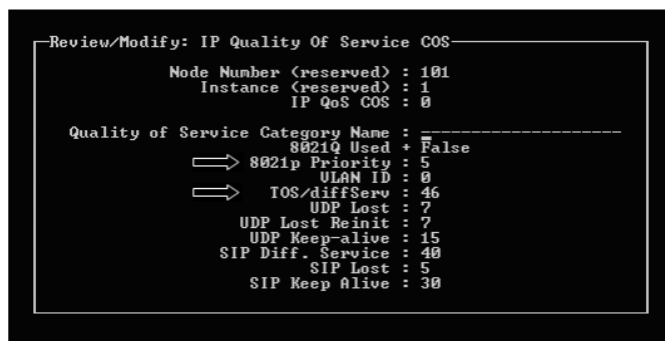 Review/Modify: IP Quality Of Service COS
Node Number (reserved) : 101
Instance (reserved) : 1
IP QoS COS : 0
Quality of Service Category Name : --------------------
8021Q Used + False
8021p Priority : 5
VLAN ID : 0
TOS/diffServ : 46
UDP Lost : 7
UDP Lost Reinit : 7
UDP Keep-alive : 15
SIP Diff. Service : 40
SIP Lost : 5
SIP Keep Alive : 30